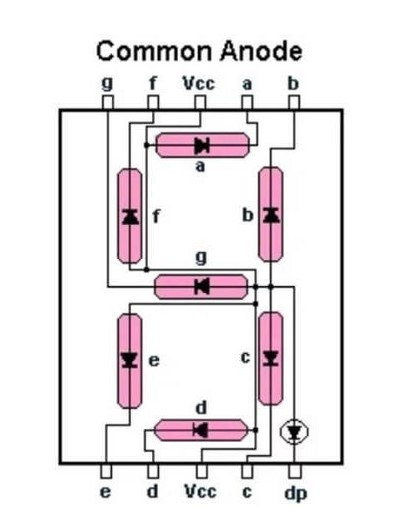 Common Anode
g f Vcc a b
a
f b
g
e c
d
e d Vcc c dp